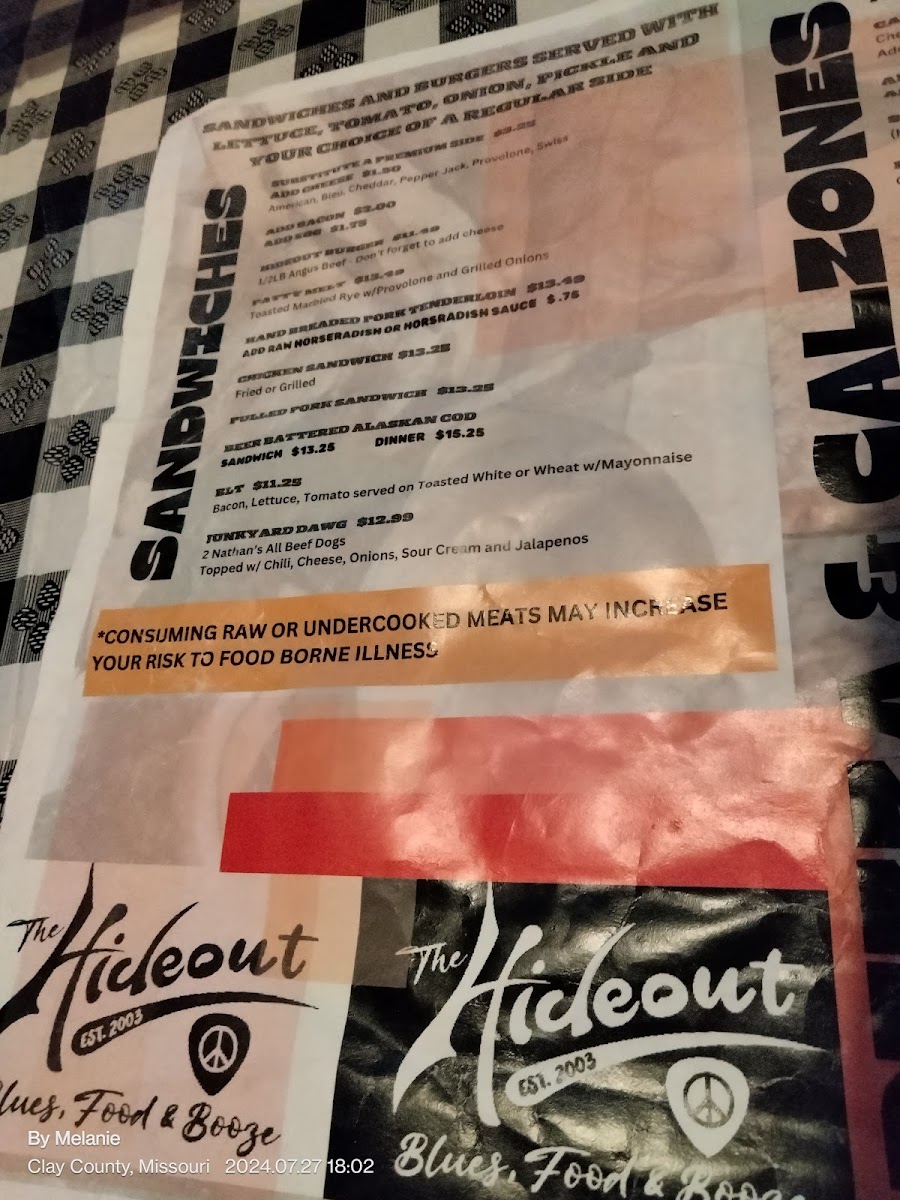 SANDWICHES AND BURGERS SERVED WITH
LETTUCE, TOMATO, ONION, PICKLE AND
YOUR CHOICE OF A REGULAR SIDE
SANDWICHES
SUBSTITUTE A PREMIUM SIDE
ADD CHEESE $1.50
American, Bleu, Cheddar, Pepper Jack, Provolone, Swiss
ADD BACON $2.00
ADD EGG $1.75
HIDEOUT BURGER $11.49
1/2LB Angus Beef - Don't forget to add cheese
PATTY MELT $13.49
Toasted Marbled Rye w/Provolone and Grilled Onions
HAND BREADED PORK TENDERLOIN $13.49
ADD RAW HORSERADISH OR HORSRADISH SAUCE $ .75
CHICKEN SANDWICH $13.25
Fried or Grilled
PULLED PORK SANDWICH $13.25
BEER BATTERED ALASKAN COD
SANDWICH $13.25 DINNER $15.25
BLT $11.25
Bacon, Lettuce, Tomato served on Toasted White or Wheat w/Mayonnaise
JUNKYARD DAWG $12.99
2 Nathan's All Beef Dogs
Topped w/ Chili, Cheese, Onions, Sour Cream and Jalapenos
*CONSUMING RAW OR UNDERCOOKED MEATS MAY INCREASE
YOUR RISK TO FOOD BORNE ILLNESS
& CALZONES
The Hideout
EST. 2003
Blues, Food & Booze
The Hideout
EST. 2003
Blues, Food & Booze
By Melanie
Clay County, Missouri 2024.07.27 18:02